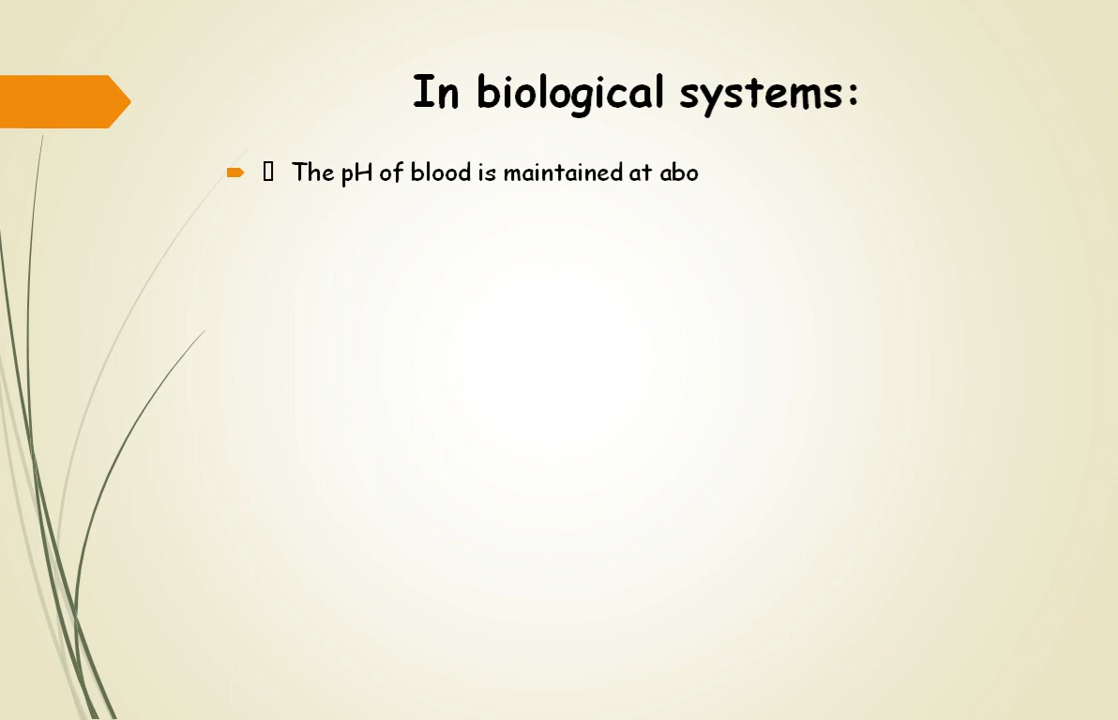 In biological systems:
▯ The pH of blood is maintained at abo